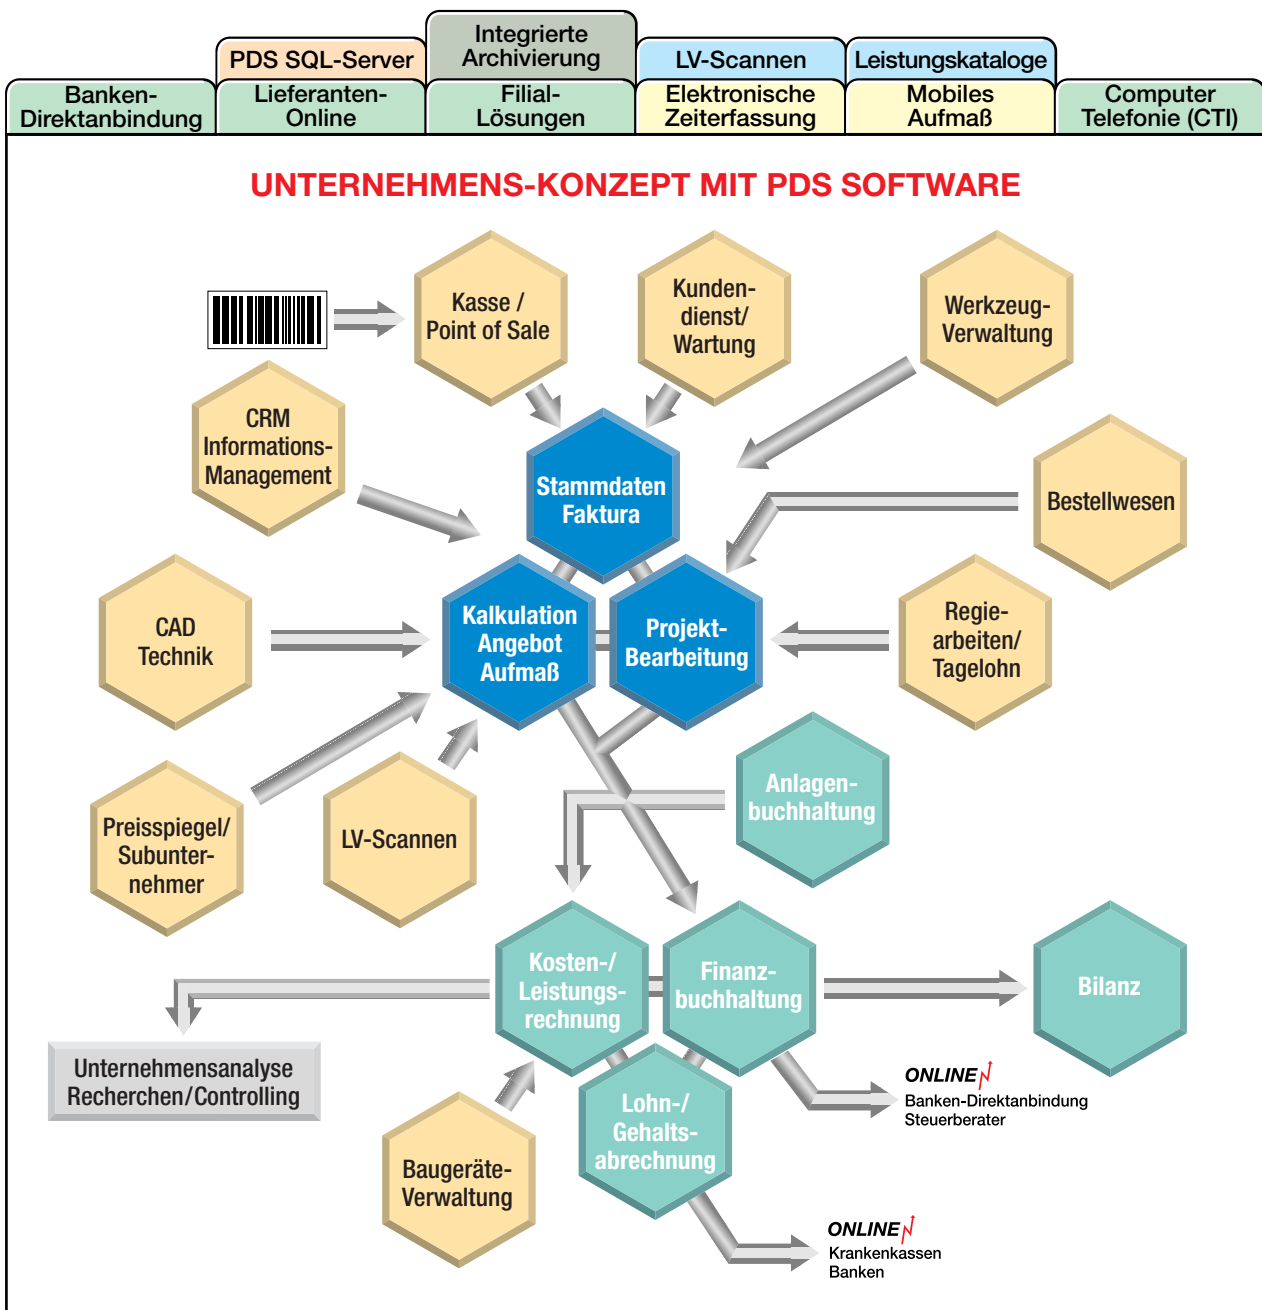 Integrierte
Archivierung
PDS SQL-Server
LV-Scannen
Leistungskataloge
Banken-
Direktanbindung
Lieferanten-
Online
Filial-
Lösungen
Elektronische
Zeiterfassung
Mobiles
Aufmaß
Computer
Telefonie (CTI)
UNTERNEHMENS-KONZEPT MIT PDS SOFTWARE
Kasse /
Point of Sale
Kunden-
dienst/
Wartung
Werkzeug-
Verwaltung
CRM
Informations-
Management
Stammdaten
Faktura
Bestellwesen
CAD
Technik
Kalkulation
Angebot
Aufmaß
Projekt-
Bearbeitung
Regie-
arbeiten/
Tagelohn
Preisspiegel/
Subunter-
nehmer
LV-Scannen
Anlagen-
buchhaltung
Kosten-/
Leistungs-
rechnung
Finanz-
buchhaltung
Bilanz
Unternehmensanalyse
Recherchen/Controlling
ONLINE
Banken-Direktanbindung
Steuerberater
Lohn-/
Gehalts-
abrechnung
Baugeräte-
Verwaltung
ONLINE
Krankenkassen
Banken